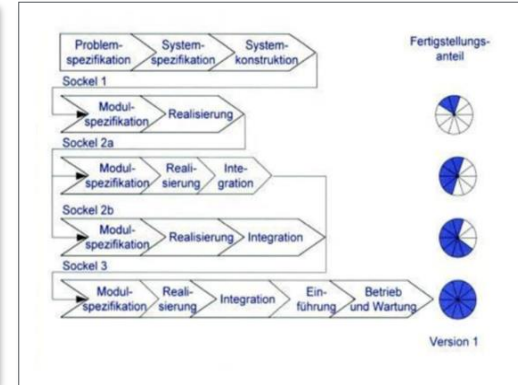 Problem-
spezifikation
System-
spezifikation
System-
konstruktion
Fertigstellungs-
anteil
Sockel 1
Modul-
spezifikation
Realisierung
Sockel 2a
Modul-
spezifikation
Reali-
sierung
Inte-
gration
Sockel 2b
Modul-
spezifikation
Realisierung
Integration
Sockel 3
Modul-
spezifikation
Reali-
sierung
Integration
Ein-
führung
Betrieb
und Wartung
Version 1